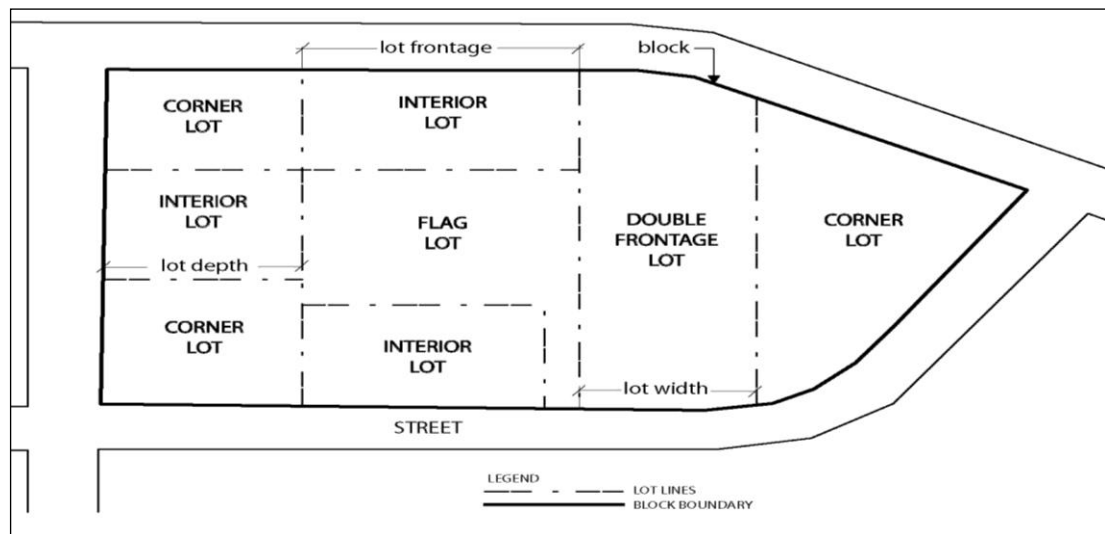 lot frontage
block
CORNER
LOT
INTERIOR
LOT
INTERIOR
LOT
FLAG
LOT
DOUBLE
FRONTAGE
LOT
CORNER
LOT
lot depth
CORNER
LOT
INTERIOR
LOT
lot width
STREET
LEGEND
LOT LINES
BLOCK BOUNDARY